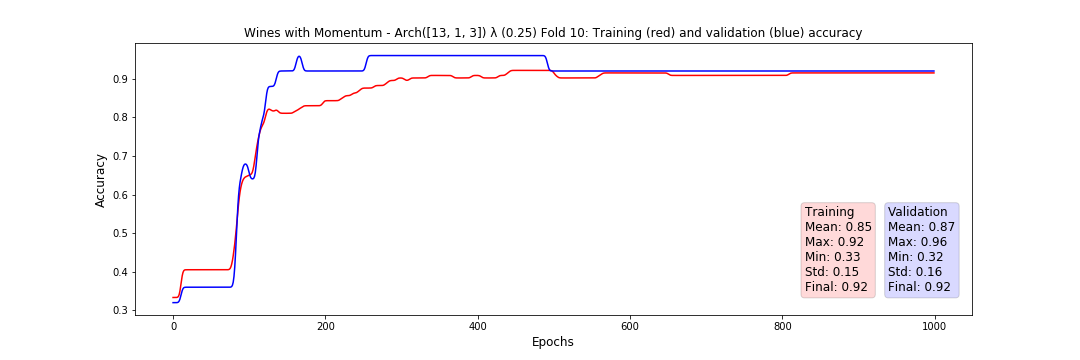 Wines with Momentum - Arch([13, 1, 3]) λ (0.25) Fold 10: Training (red) and validation (blue) accuracy
Accuracy
0.9
0.8
0.7
0.6
0.5
0.4
0.3
Training
Mean: 0.85
Max: 0.92
Min: 0.33
Std: 0.15
Final: 0.92
Validation
Mean: 0.87
Max: 0.96
Min: 0.32
Std: 0.16
Final: 0.92
0 200 400 600 800 1000
Epochs